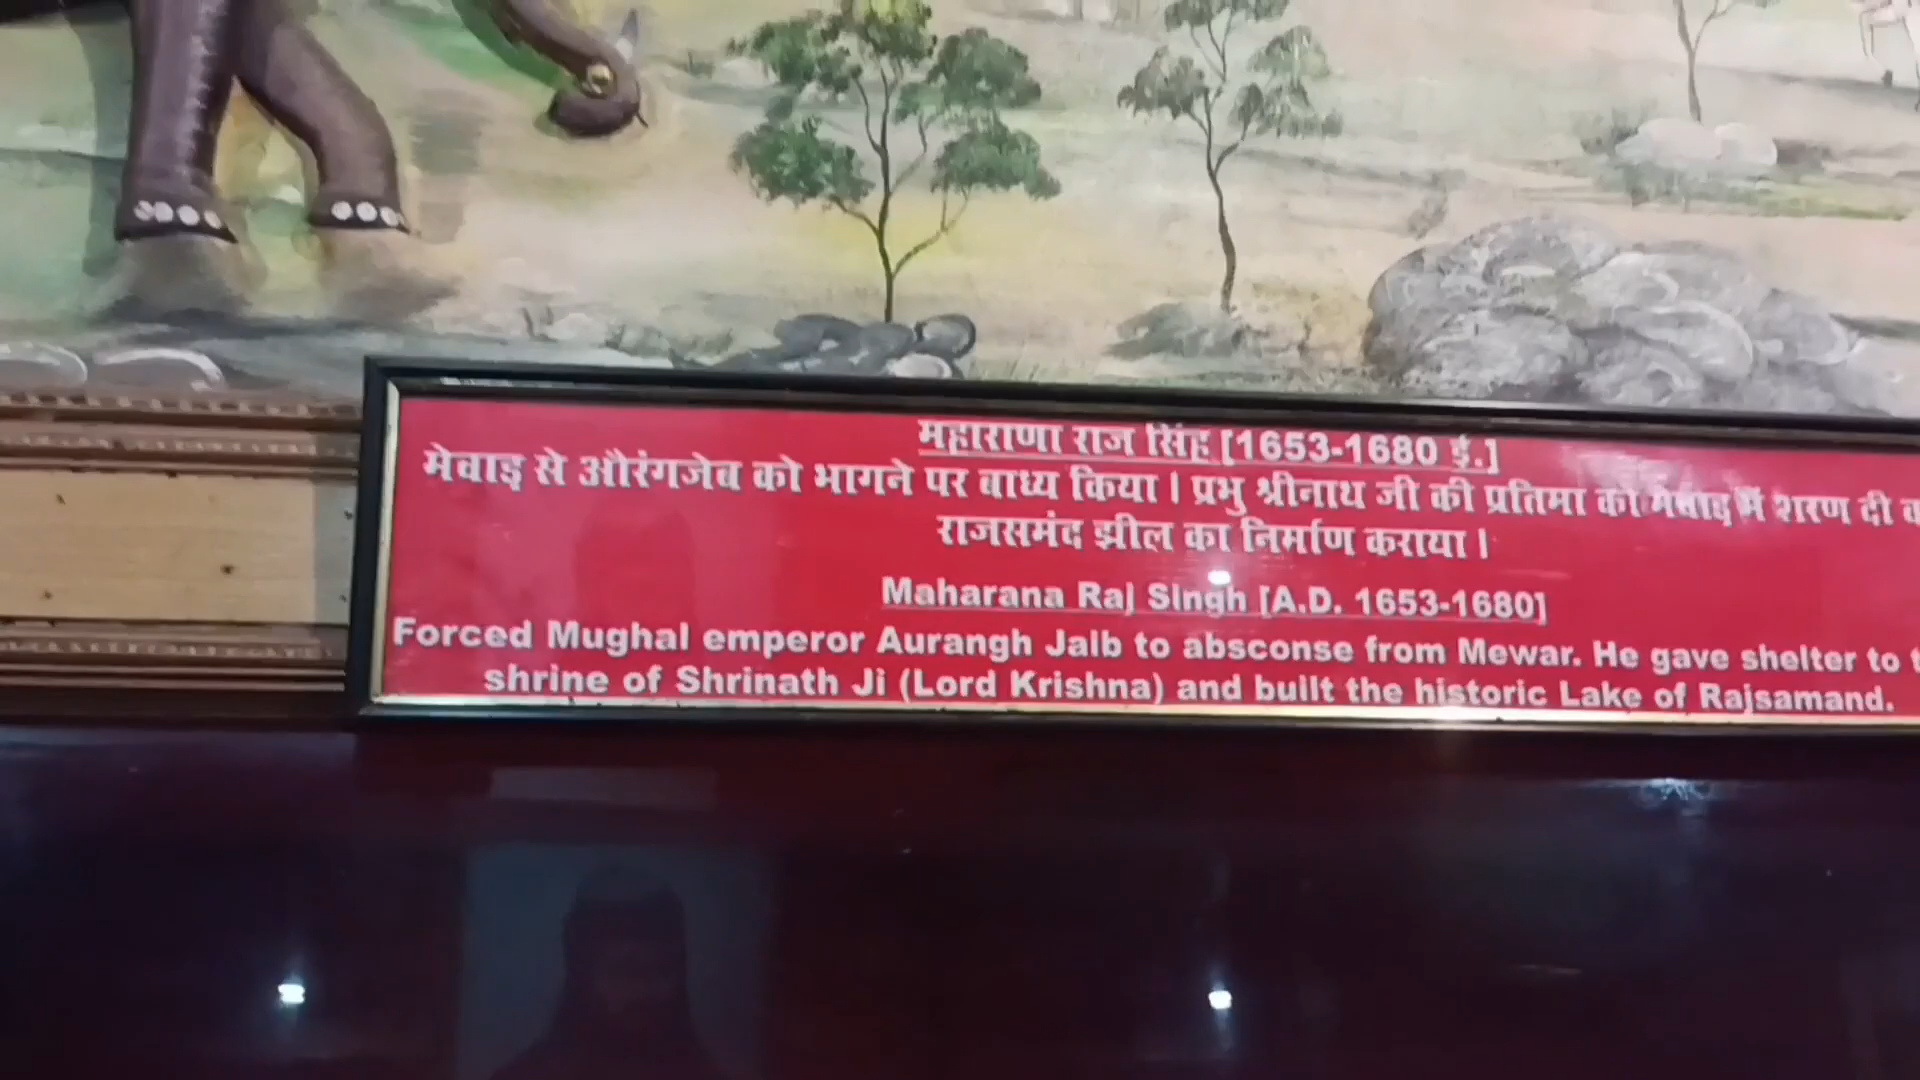 महाराणा राज सिंह [1653-1680 ई.]
मेवाड़ से औरंगजेब को भागने पर बाध्य किया। प्रभु श्रीनाथ जी की प्रतिमा को मेवाड़ में शरण दी
राजसमंद झील का निर्माण कराया।
Maharana Raj Singh [A.D. 1653-1680]
Forced Mughal emperor Aurangh Jaib to absconse from Mewar. He gave shelter to
shrine of Shrinath Ji (Lord Krishna) and built the historic Lake of Rajsamand.